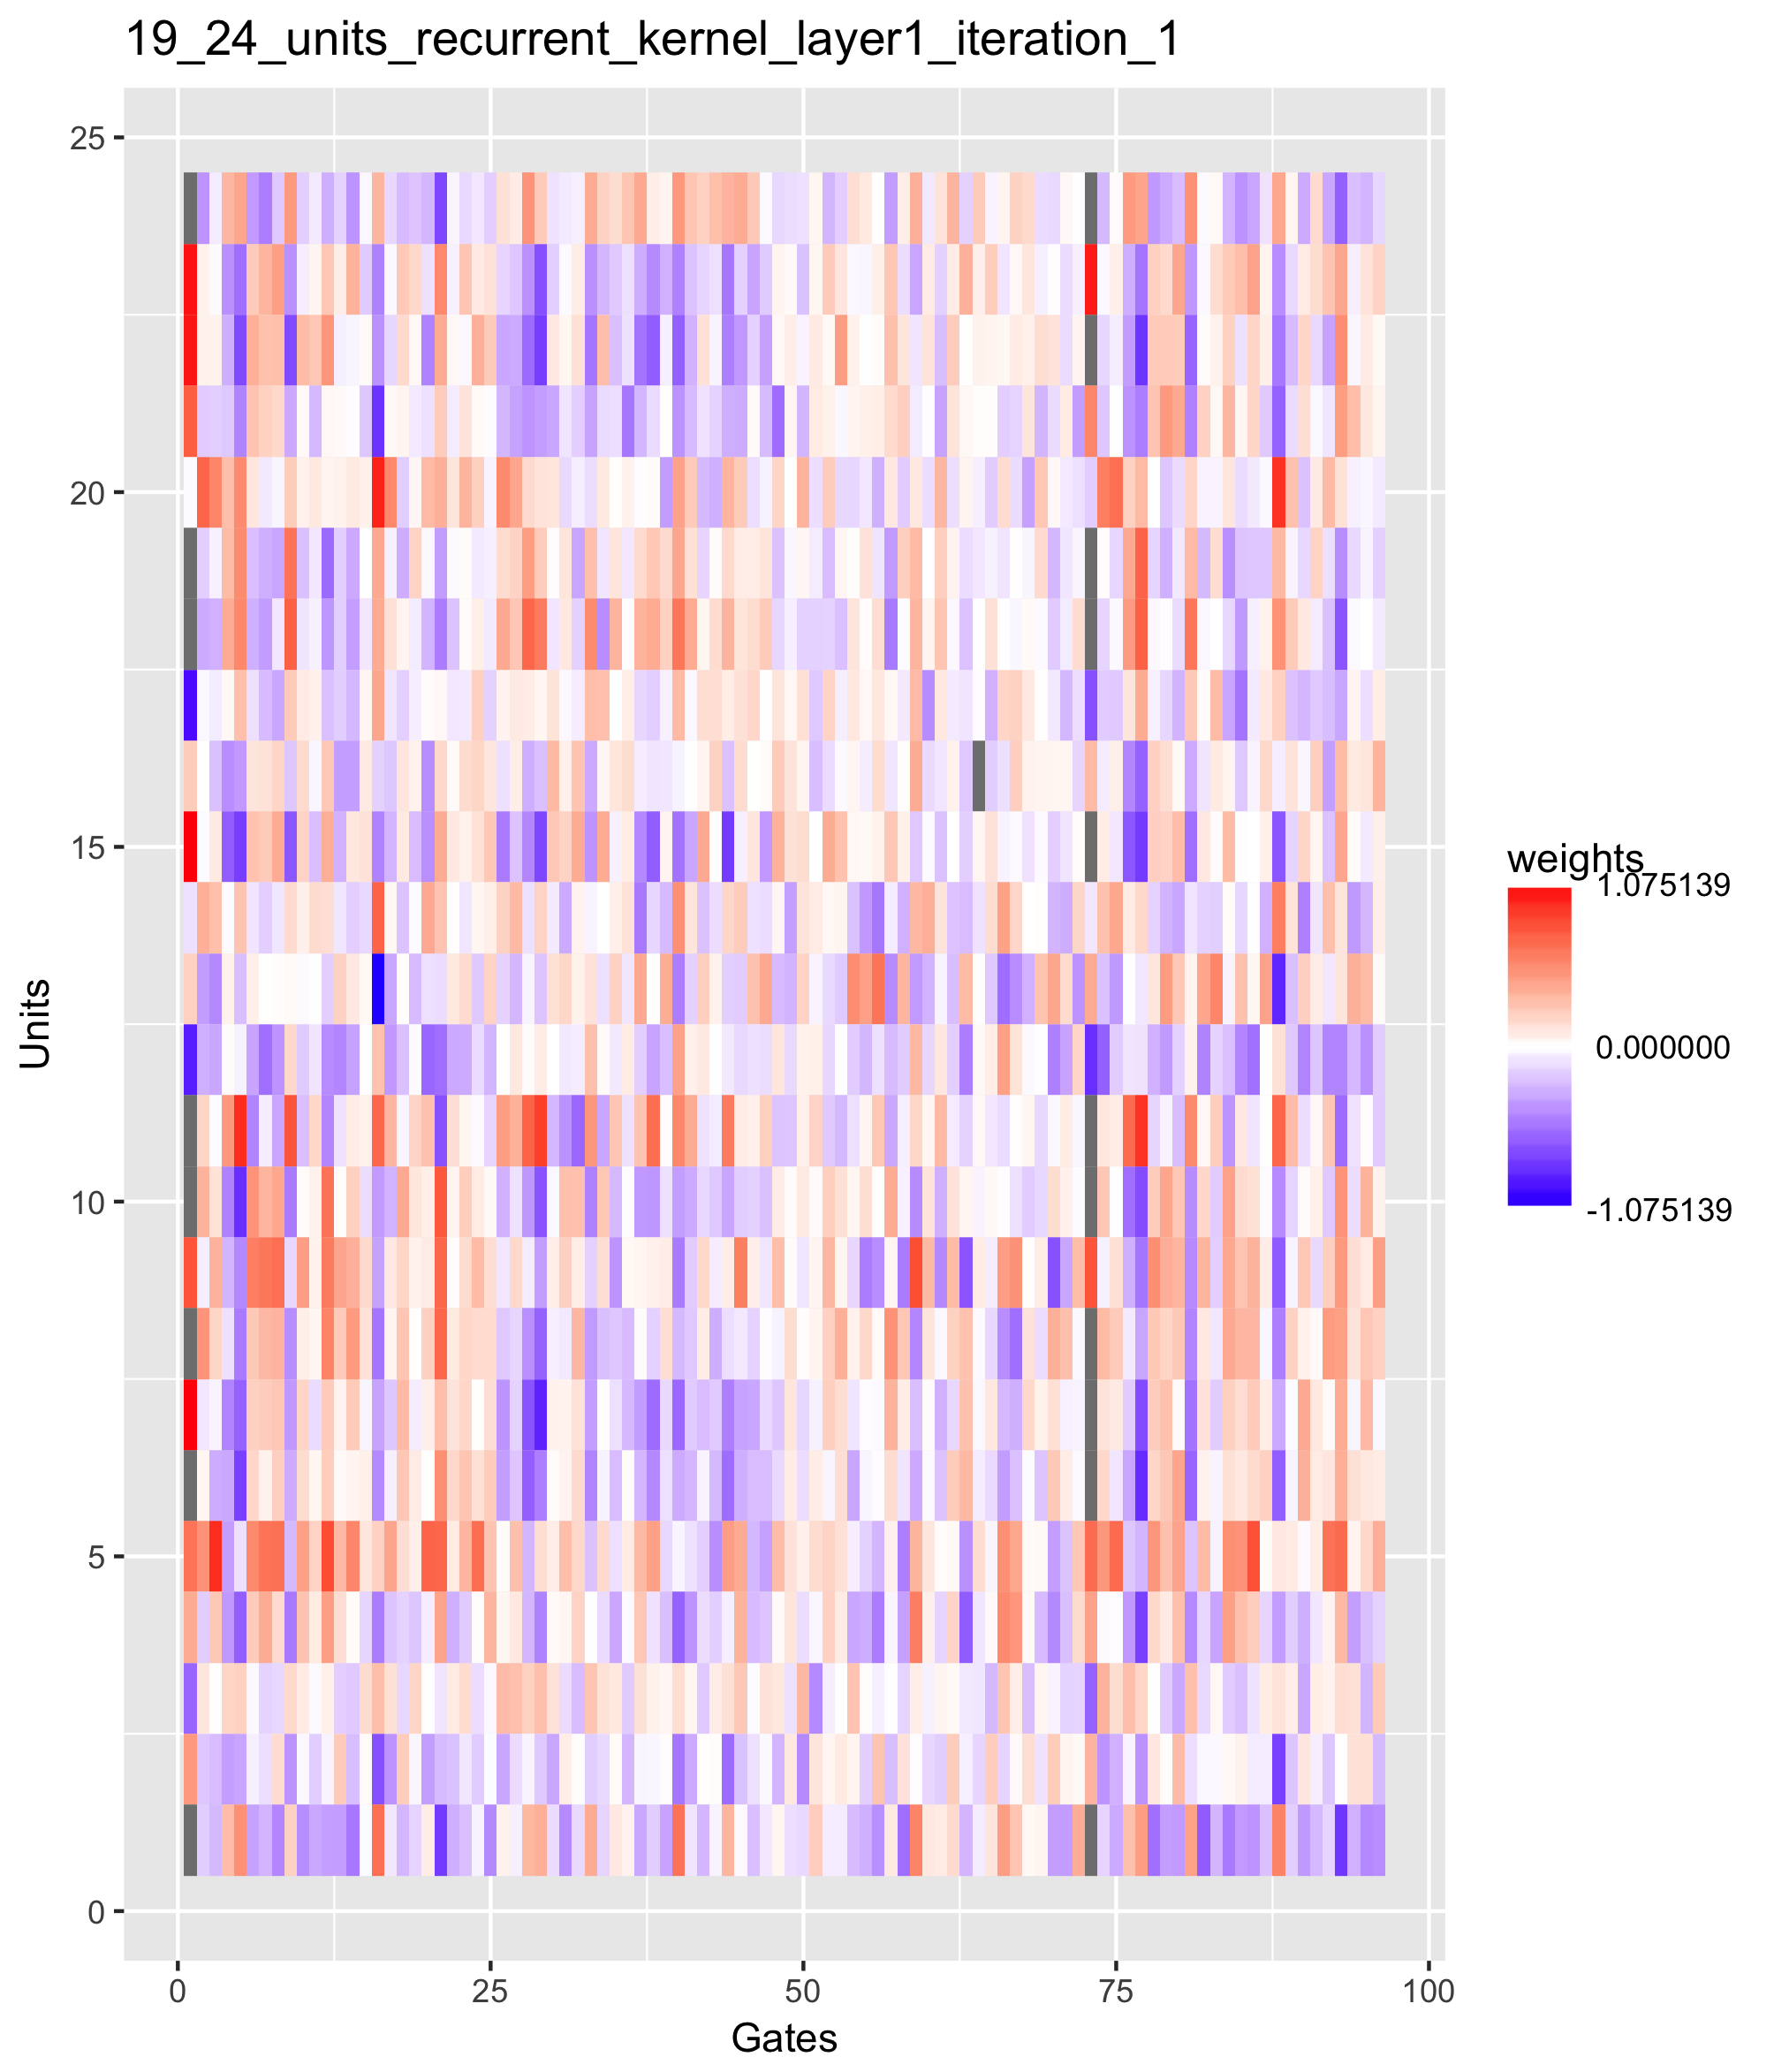 19_24_units_recurrent_kernel_layer1_iteration_1
25
20
15
10
5
0
Units
0 25 50 75 100
Gates
weights
1.075139
0.000000
-1.075139